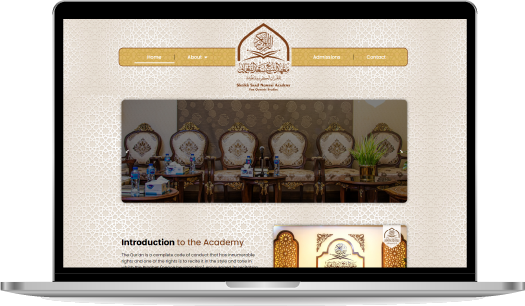 Home
About
Admissions
Contact
Sheikh Saud Nomani Academy
For Quranic Studies
Introduction to the Academy
The Quran is a complete code of conduct that has innumerable
rights and one of the rights is to recite it in the style and tone in